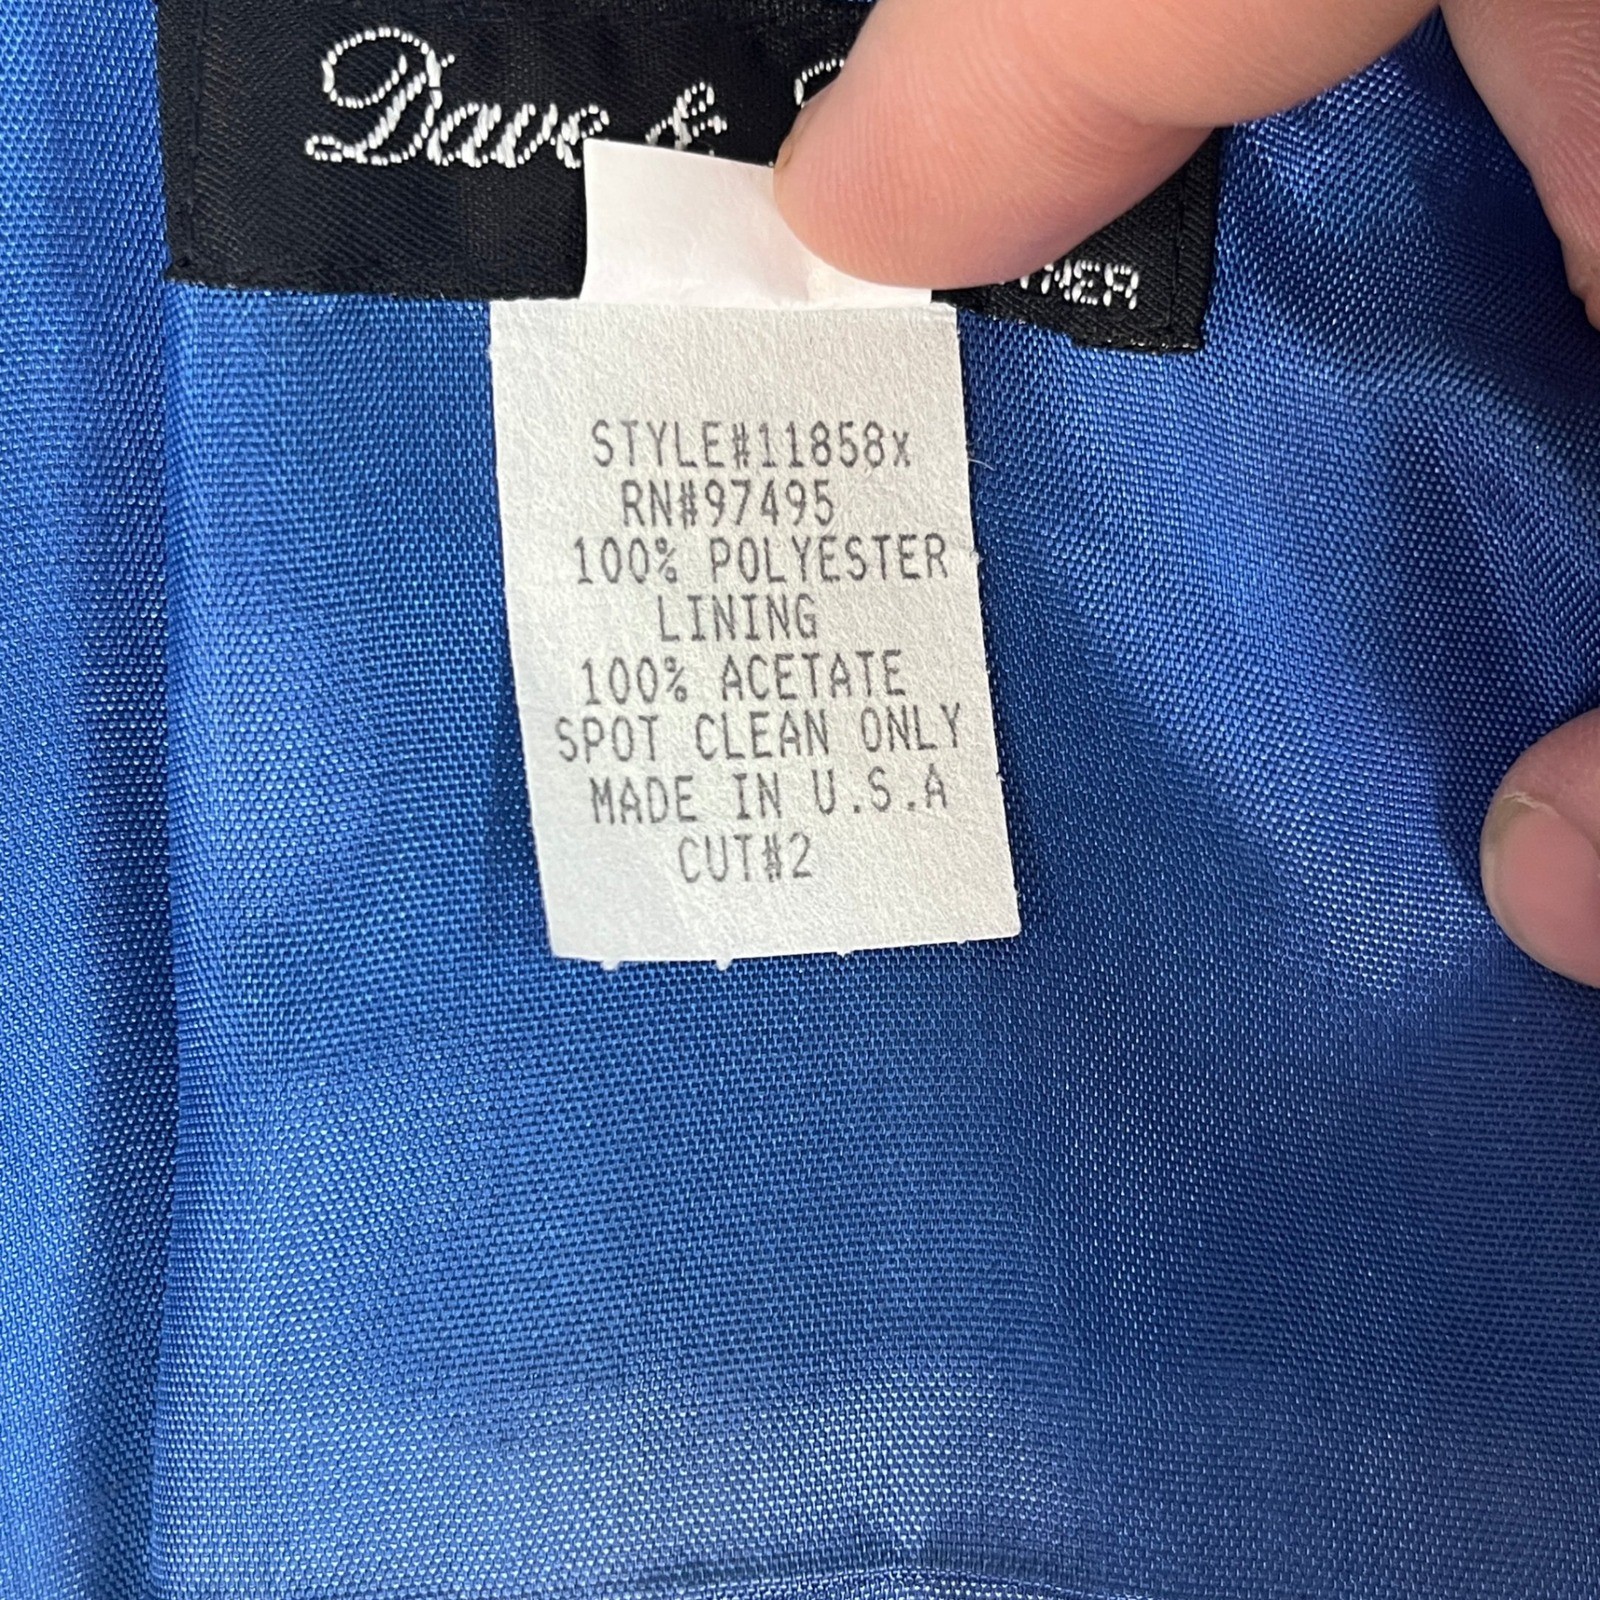 Dave &
STYLE#11858x
RN#97495
100% POLYESTER
LINING
100% ACETATE
SPOT CLEAN ONLY
MADE IN U.S.A
CUT#2